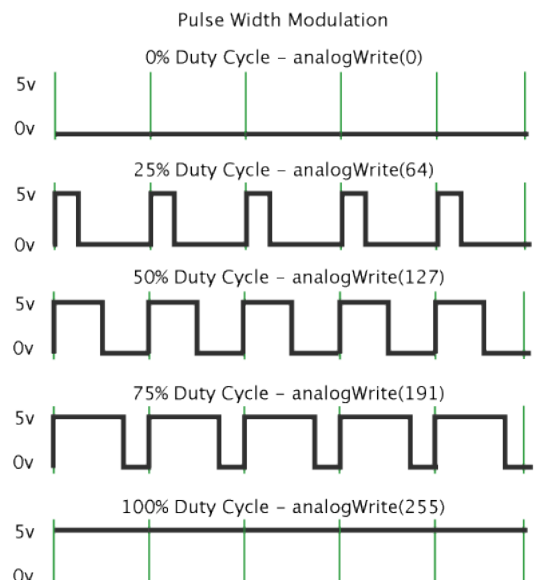 Pulse Width Modulation
0% Duty Cycle – analogWrite(0)
5v
0v
25% Duty Cycle – analogWrite(64)
5v
0v
50% Duty Cycle – analogWrite(127)
5v
0v
75% Duty Cycle – analogWrite(191)
5v
0v
100% Duty Cycle – analogWrite(255)
5v
0v